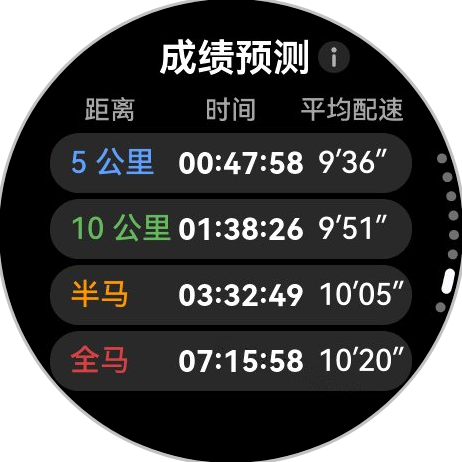 成绩预测 i
距离 时间 平均配速
5 公里 00:47:58 9′36″
10 公里 01:38:26 9′51″
半马 03:32:49 10′05″
全马 07:15:58 10′20″